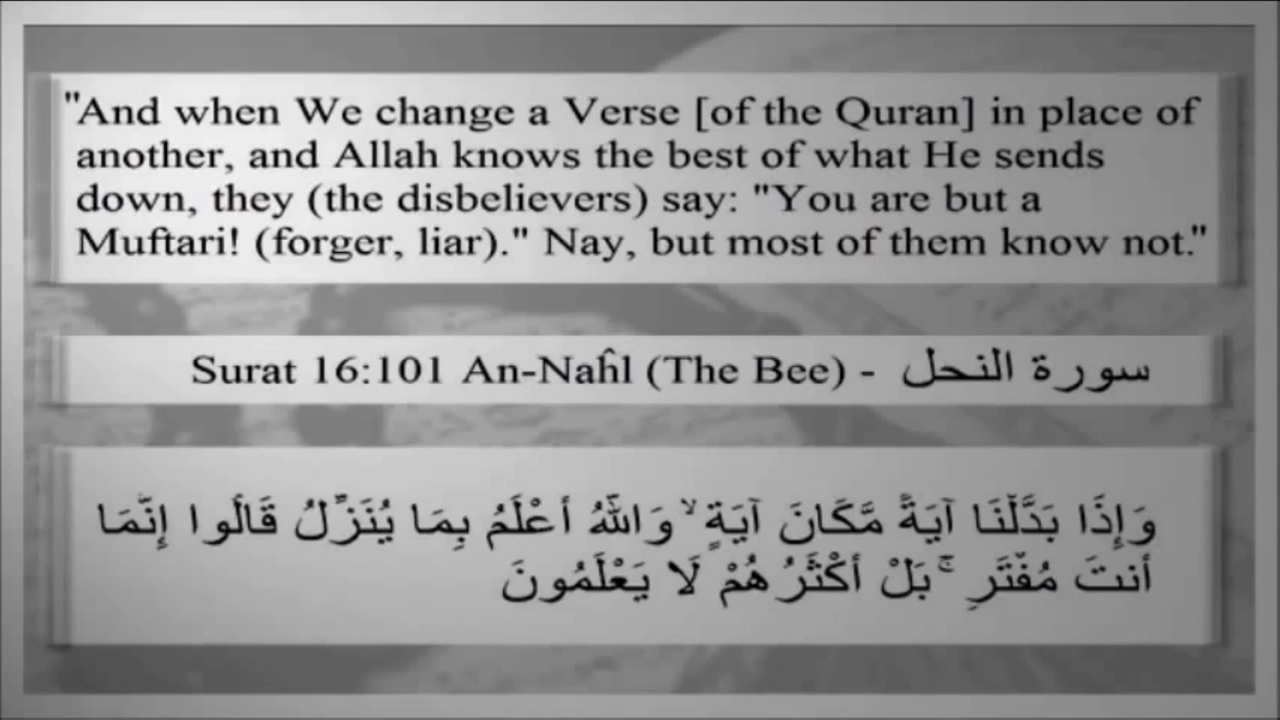 "And when We change a Verse [of the Quran] in place of
another, and Allah knows the best of what He sends
down, they (the disbelievers) say: "You are but a
Muftari! (forger, liar)." Nay, but most of them know not."
Surat 16:101 An-Naĥl (The Bee) - سورة النحل
وَإِذَا بَدَّلْنَا آيَةً مَّكَانَ آيَةٍ ۙ وَاللَّهُ أَعْلَمُ بِمَا يُنَزِّلُ قَالُوا إِنَّمَا
أَنتَ مُفْتَرٍ ۚ بَلْ أَكْثَرُهُمْ لَا يَعْلَمُونَ